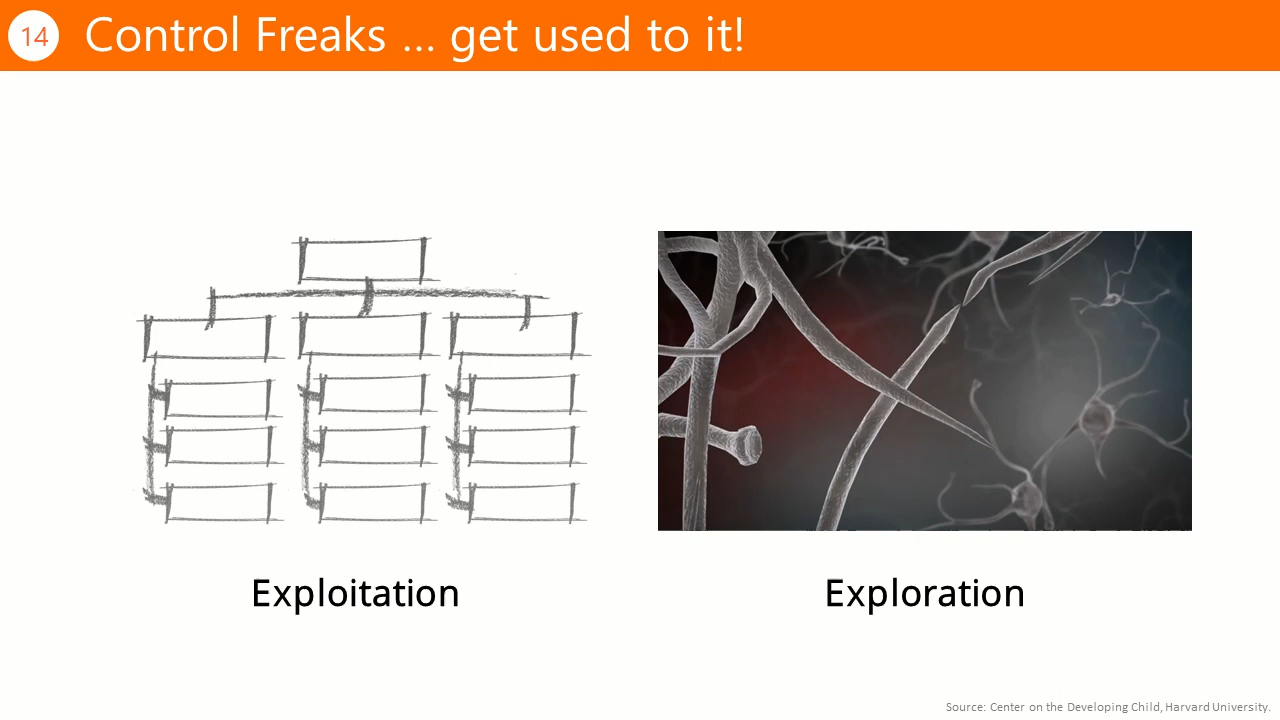 14 Control Freaks ... get used to it!
Exploitation
Exploration
Source: Center on the Developing Child, Harvard University.